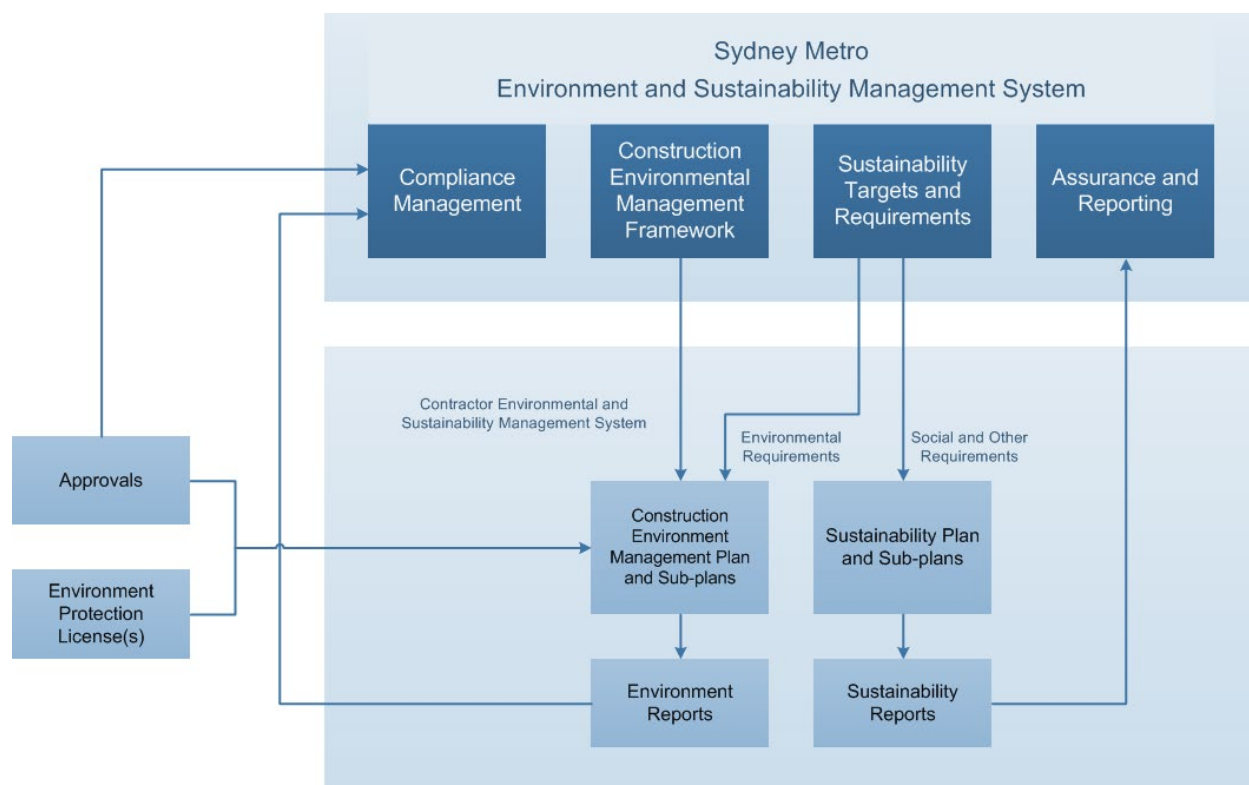 Sydney Metro
Environment and Sustainability Management System
Compliance
Management
Construction
Environmental
Management
Framework
Sustainability
Targets and
Requirements
Assurance and
Reporting
Contractor Environmental and
Sustainability Management System
Environmental
Requirements
Social and Other
Requirements
Approvals
Environment
Protection
License(s)
Construction
Environment
Management Plan
and Sub-plans
Sustainability Plan
and Sub-plans
Environment
Reports
Sustainability
Reports